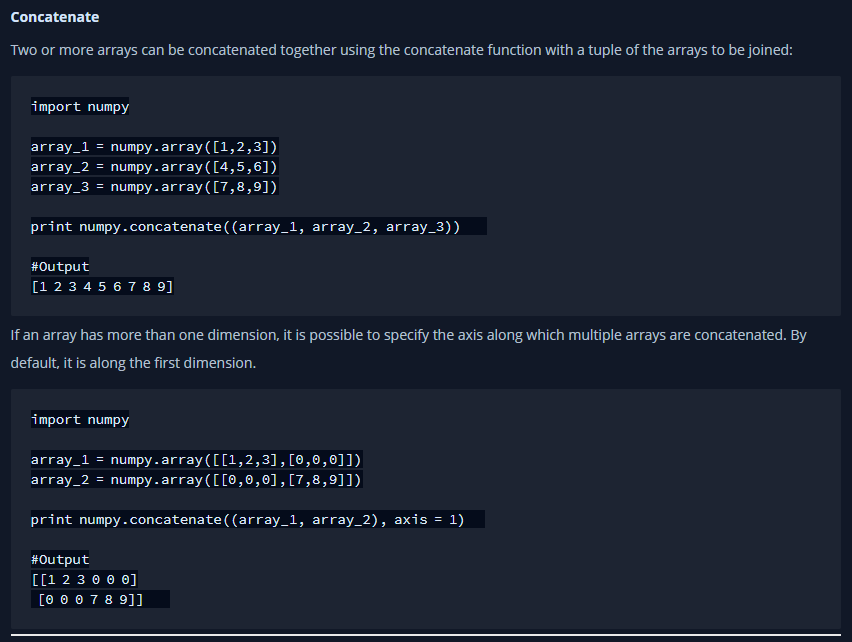 Concatenate
Two or more arrays can be concatenated together using the concatenate function with a tuple of the arrays to be joined:
import numpy
array_1 = numpy.array([1,2,3])
array_2 = numpy.array([4,5,6])
array_3 = numpy.array([7,8,9])
print numpy.concatenate((array_1, array_2, array_3))
#Output
[1 2 3 4 5 6 7 8 9]
If an array has more than one dimension, it is possible to specify the axis along which multiple arrays are concatenated. By
default, it is along the first dimension.
import numpy
array_1 = numpy.array([[1,2,3],[0,0,0]])
array_2 = numpy.array([[0,0,0],[7,8,9]])
print numpy.concatenate((array_1, array_2), axis = 1)
#Output
[[1 2 3 0 0 0]
 [0 0 0 7 8 9]]